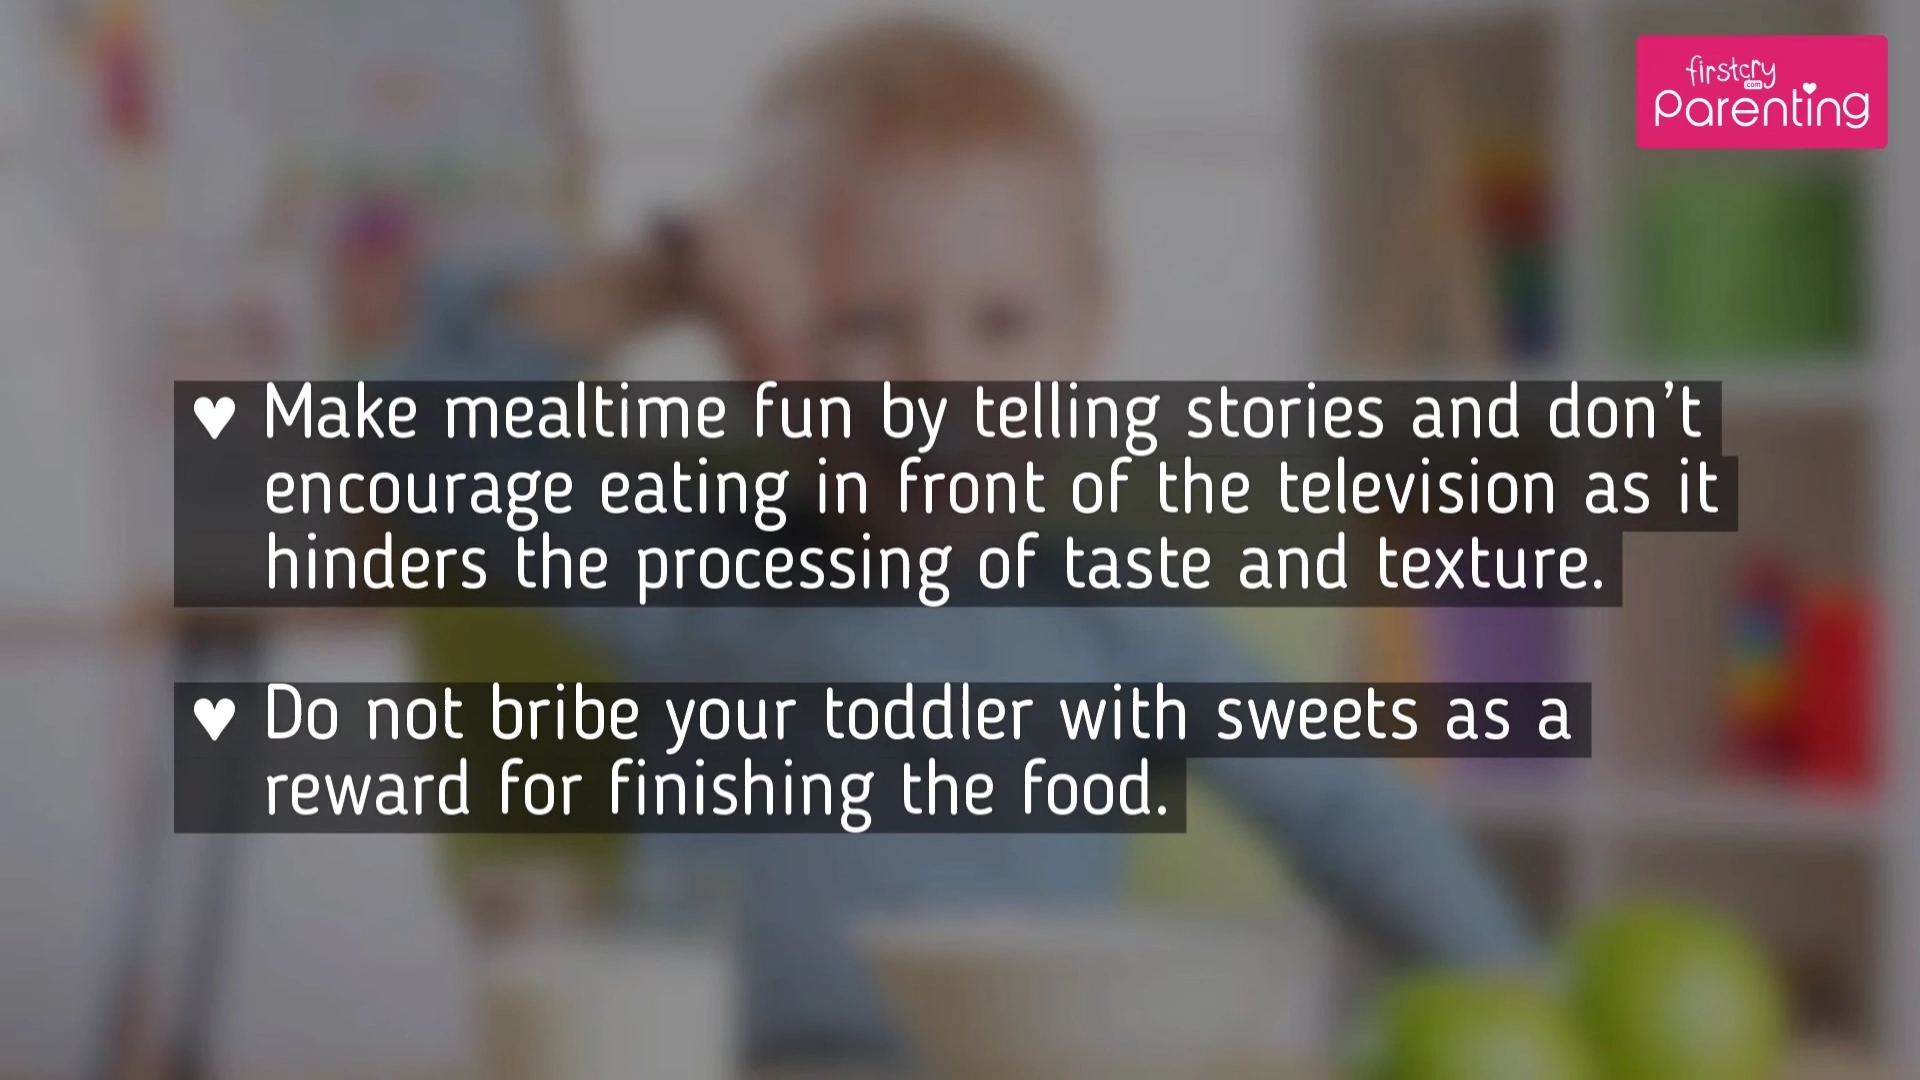 firstcry
.com
Parenting
♥ Make mealtime fun by telling stories and don't
encourage eating in front of the television as it
hinders the processing of taste and texture.
♥ Do not bribe your toddler with sweets as a
reward for finishing the food.